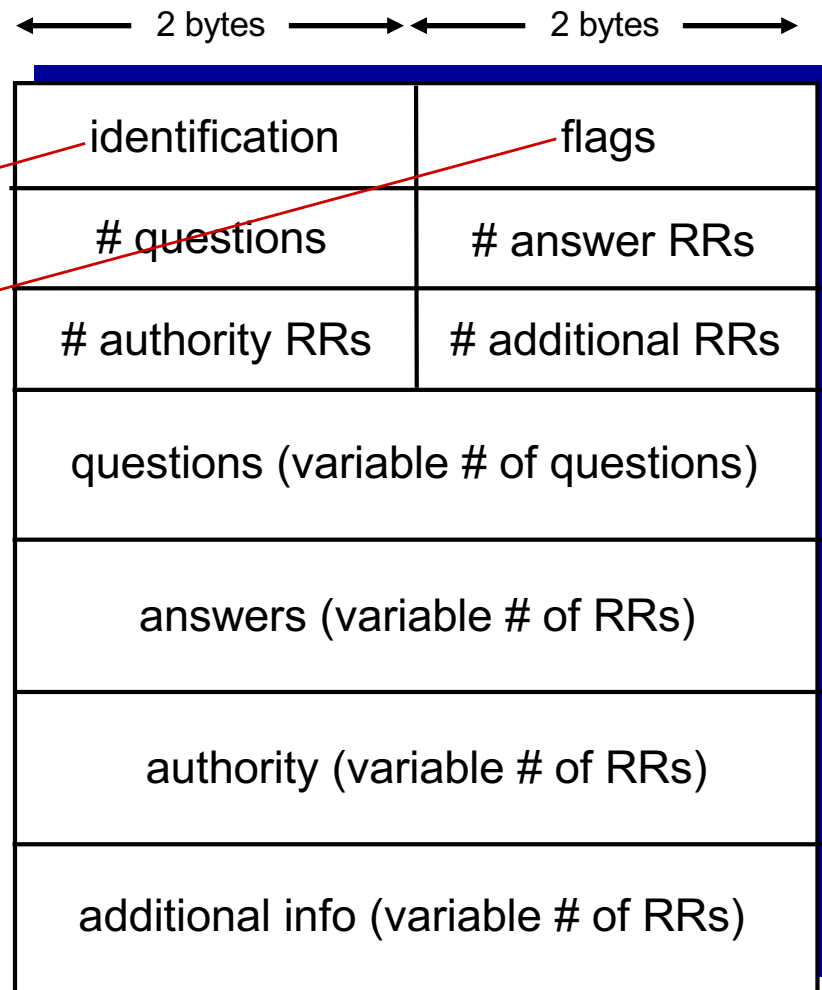 2 bytes 2 bytes
identification flags
# questions # answer RRs
# authority RRs # additional RRs
questions (variable # of questions)
answers (variable # of RRs)
authority (variable # of RRs)
additional info (variable # of RRs)